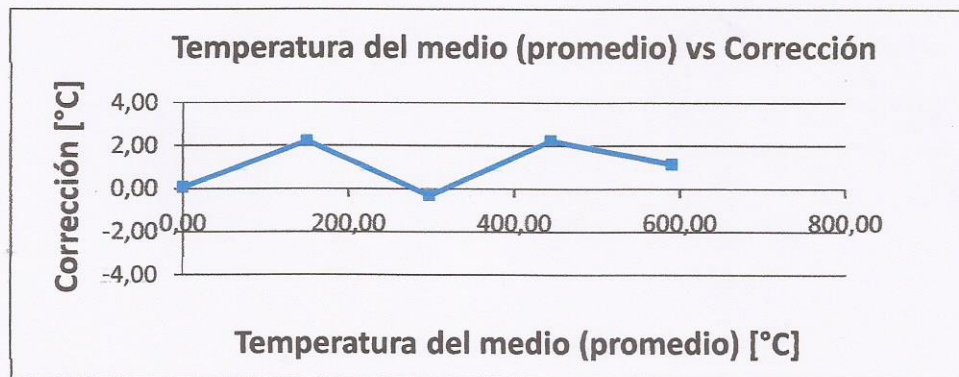 Temperatura del medio (promedio) vs Corrección
Corrección [°C]
4,00
2,00
0,00
-2,00
-4,00
0,00 200,00 400,00 600,00 800,00
Temperatura del medio (promedio) [°C]